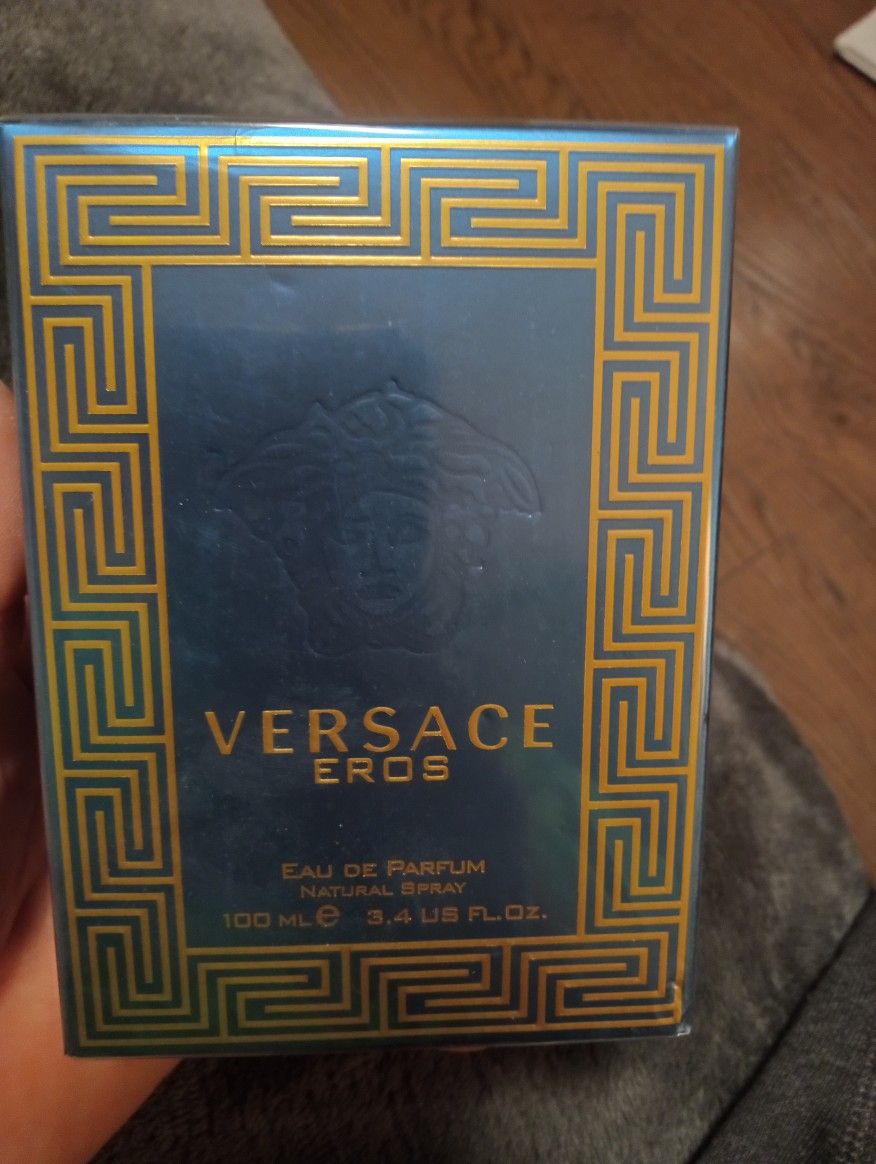 VERSACE
EROS
EAU DE PARFUM
NATURAL SPRAY
100 ML ℮ 3.4 US FL.OZ.